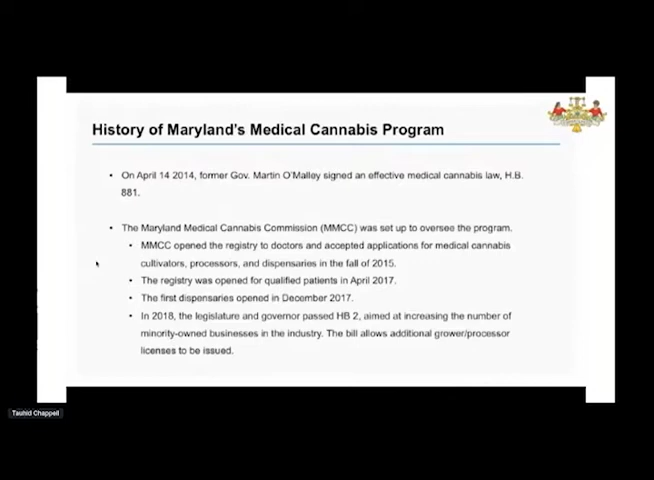 History of Maryland's Medical Cannabis Program
• On April 14 2014, former Gov. Martin O'Malley signed an effective medical cannabis law, H.B.
881.
• The Maryland Medical Cannabis Commission (MMCC) was set up to oversee the program.
• MMCC opened the registry to doctors and accepted applications for medical cannabis
cultivators, processors, and dispensaries in the fall of 2015.
• The registry was opened for qualified patients in April 2017.
• The first dispensaries opened in December 2017.
• In 2018, the legislature and governor passed HB 2, aimed at increasing the number of
minority-owned businesses in the industry. The bill allows additional grower/processor
licenses to be issued.
Tauhid Chappell